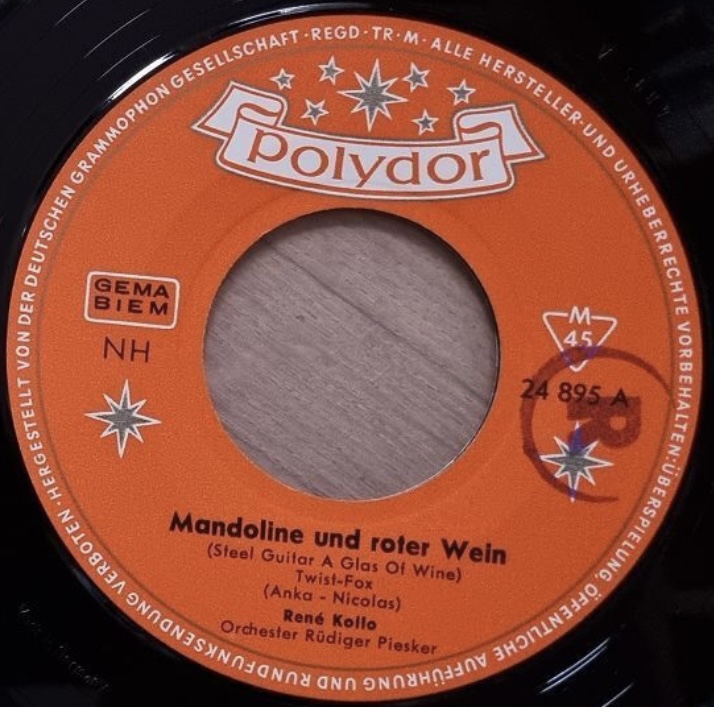 HERGESTELLT VON DER DEUTSCHEN GRAMMOPHON GESELLSCHAFT · REGD · TR · M · ALLE HERSTELLER- UND URHEBERRECHTE VORBEHALTEN: ÜBERSPIELUNG, ÖFFENTLICHE AUFFÜHRUNG UND RUNDFUNKSENDUNG VERBOTEN ·
polydor
GEMA
BIEM
NH
M
45
24 895 A
R
Mandoline und roter Wein
(Steel Guitar A Glas Of Wine)
Twist-Fox
(Anka - Nicolas)
René Kollo
Orchester Rüdiger Piesker